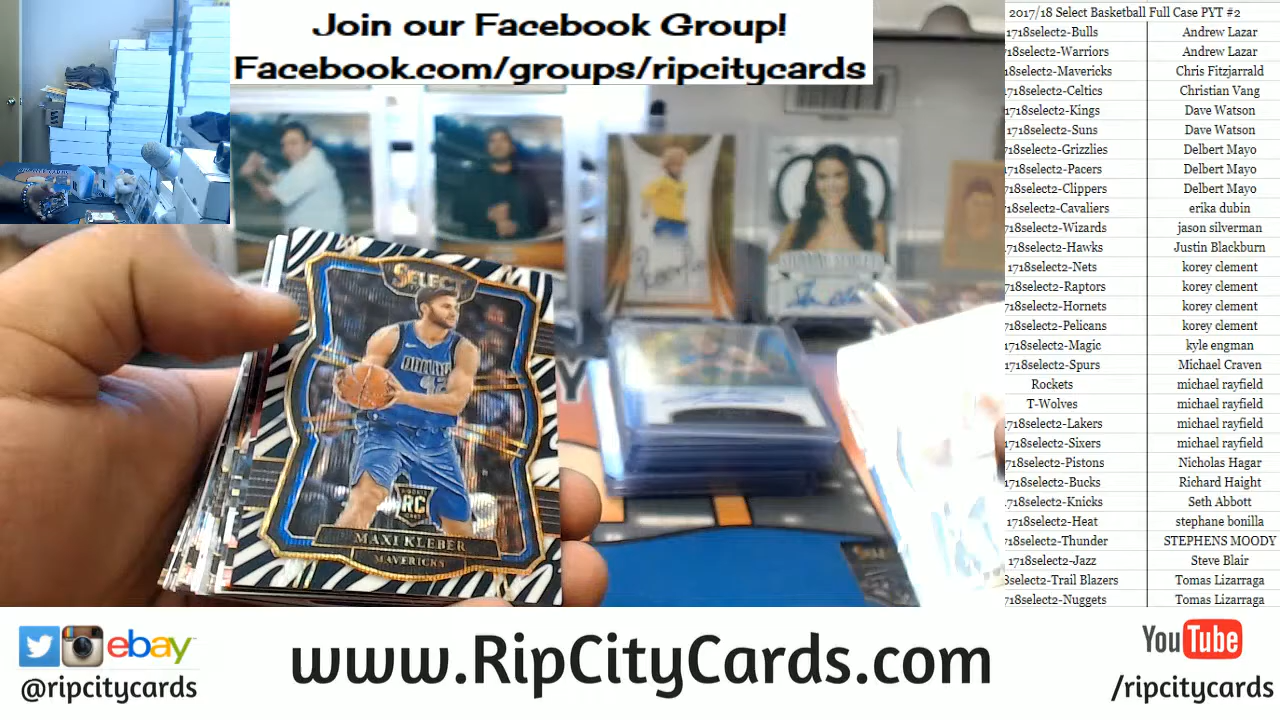 Join our Facebook Group!
Facebook.com/groups/ripcitycards
2017/18 Select Basketball Full Case PYT #2
1718select2-Bulls Andrew Lazar
1718select2-Warriors Andrew Lazar
18select2-Mavericks Chris Fitzjarrald
1718select2-Celtics Christian Vang
1718select2-Kings Dave Watson
1718select2-Suns Dave Watson
718select2-Grizzlies Delbert Mayo
718select2-Pacers Delbert Mayo
718select2-Clippers Delbert Mayo
718select2-Cavaliers erika dubin
718select2-Wizards jason silverman
718select2-Hawks Justin Blackburn
1718select2-Nets korey clement
718select2-Raptors korey clement
718select2-Hornets korey clement
718select2-Pelicans korey clement
1718select2-Magic kyle engman
1718select2-Spurs Michael Craven
Rockets michael rayfield
T-Wolves michael rayfield
1718select2-Lakers michael rayfield
1718select2-Sixers michael rayfield
1718select2-Pistons Nicholas Hagar
1718select2-Bucks Richard Haight
1718select2-Knicks Seth Abbott
1718select2-Heat stephane bonilla
718select2-Thunder STEPHENS MOODY
1718select2-Jazz Steve Blair
select2-Trail Blazers Tomas Lizarraga
718select2-Nuggets Tomas Lizarraga
SELECT
RC
MAXI KLEBER
MAVERICKS
ebay
@ripcitycards
www.RipCityCards.com
YouTube
/ripcitycards